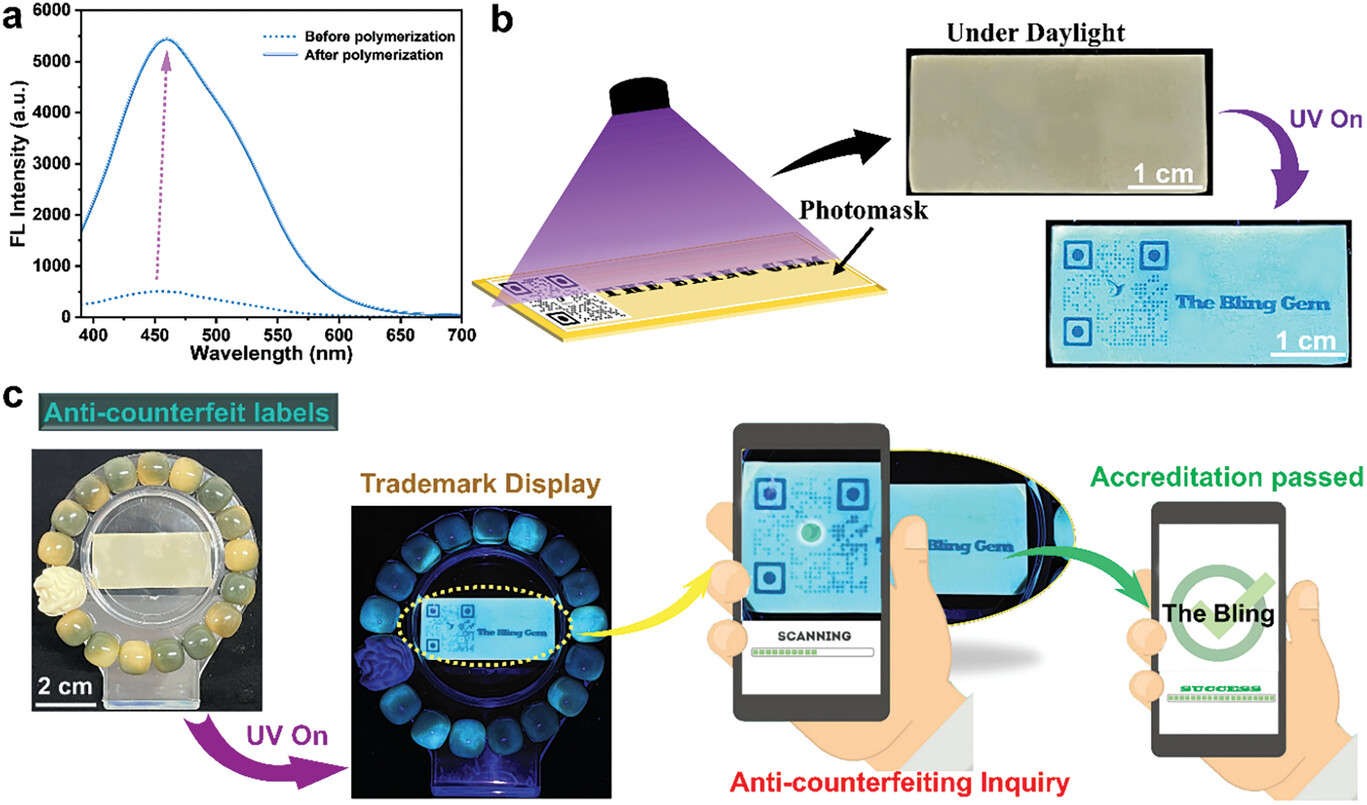 a
6000
5000
4000
3000
2000
1000
0
FL Intensity (a.u.)
Before polymerization
After polymerization
400 450 500 550 600 650 700
Wavelength (nm)
b
Under Daylight
1 cm
UV On
Photomask
THE BLING GEM
The Bling Gem
1 cm
c
Anti-counterfeit labels
2 cm
UV On
Trademark Display
The Bling Gem
Bling Gem
SCANNING
Anti-counterfeiting Inquiry
Accreditation passed
The Bling
SUCCESS